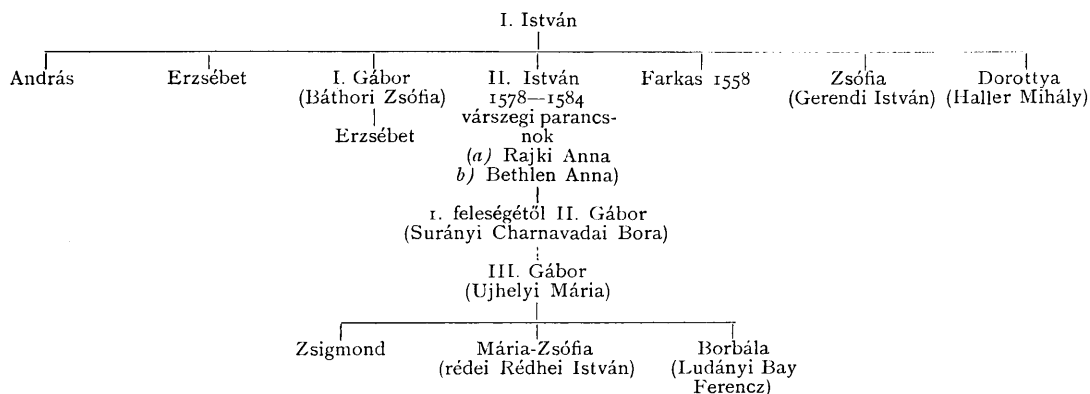 I. István
András Erzsébet I. Gábor II. István Farkas 1558 Zsófia Dorottya
(Báthori Zsófia) 1578—1584 (Gerendi István) (Haller Mihály)
Erzsébet várszegi parancs-
nok
(a) Rajki Anna
b) Bethlen Anna)
1. feleségétől II. Gábor
(Surányi Charnavadai Bora)
III. Gábor
(Ujhelyi Mária)
Zsigmond Mária-Zsófia Borbála
(rédei Rédhei István) (Ludányi Bay
Ferencz)